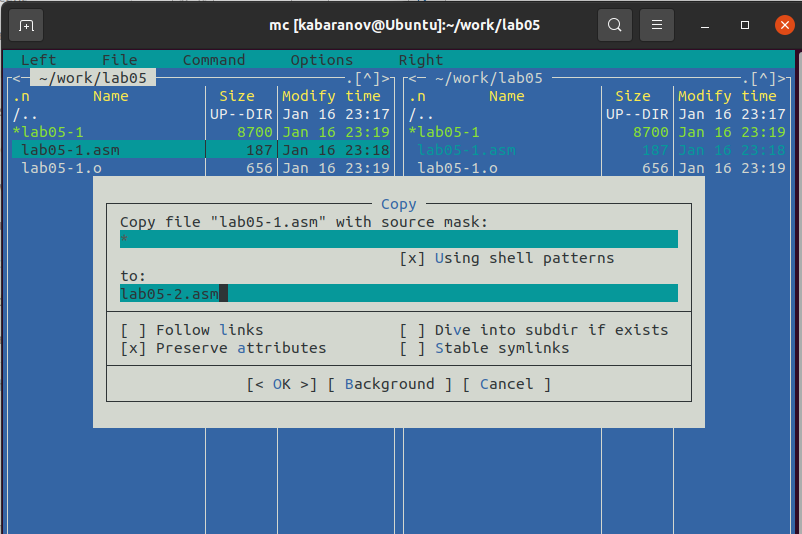 mc [kabaranov@Ubuntu]:~/work/lab05
Left File Command Options Right
<─ ~/work/lab05 .[^]> <─ ~/work/lab05 .[^]>
.n Name Size Modify time .n Name Size Modify time
/.. UP--DIR Jan 16 23:17 /.. UP--DIR Jan 16 23:17
*lab05-1 8700 Jan 16 23:19 *lab05-1 8700 Jan 16 23:19
lab05-1.asm 187 Jan 16 23:18 lab05-1.asm 187 Jan 16 23:18
lab05-1.o 656 Jan 16 23:19 lab05-1.o 656 Jan 16 23:19
Copy
Copy file "lab05-1.asm" with source mask:
*
[x] Using shell patterns
to:
lab05-2.asm
[ ] Follow links [ ] Dive into subdir if exists
[x] Preserve attributes [ ] Stable symlinks
[< OK >] [ Background ] [ Cancel ]